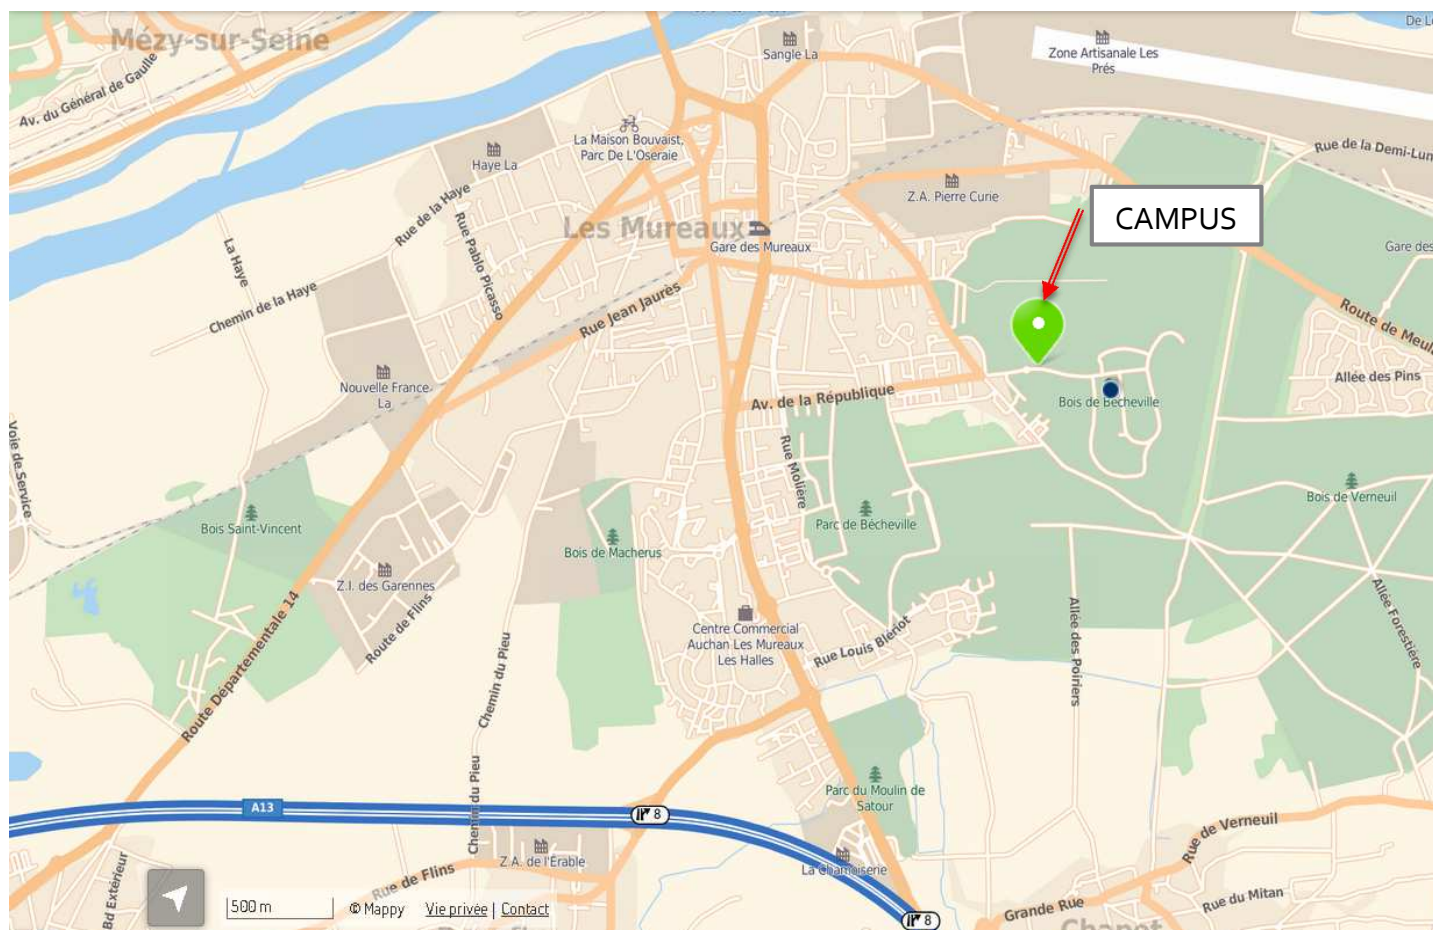 De L
Mézy-sur-Seine
Sangle La
Zone Artisanale Les
Prés
Av. du Général de Gaulle
La Maison Bouvaist,
Parc De L'Oseraie
Haye La
Rue de la Demi-Lun
Z.A. Pierre Curie
CAMPUS
Rue de la Haye
Rue Pablo Picasso
Les Mureaux
Gare des Mureaux
Gare des
La Haye
Chemin de la Haye
Rue Jean Jaurès
Route de Meula
Nouvelle France
La
Av. de la République
Bois de Bècheville
Allée des Pins
Voie de Service
Rue Molière
Bois Saint-Vincent
Bois de Macherus
Parc de Bécheville
Bois de Verneuil
Z.I. des Garennes
Route de Flins
Route Départementale 14
Chemin du Pieu
Centre Commercial
Auchan Les Mureaux
Les Halles
Rue Louis Blériot
Allée des Poiriers
Allée Forestière
A13
8
Chemin du Pieu
Parc du Moulin de
Satour
Z.A. de l'Érable
La Chamoiserie
Rue de Verneuil
Bd Extérieur
Rue de Flins
Rue du Mitan
500 m
© Mappy
Vie privée | Contact
8
Grande Rue
Chapet